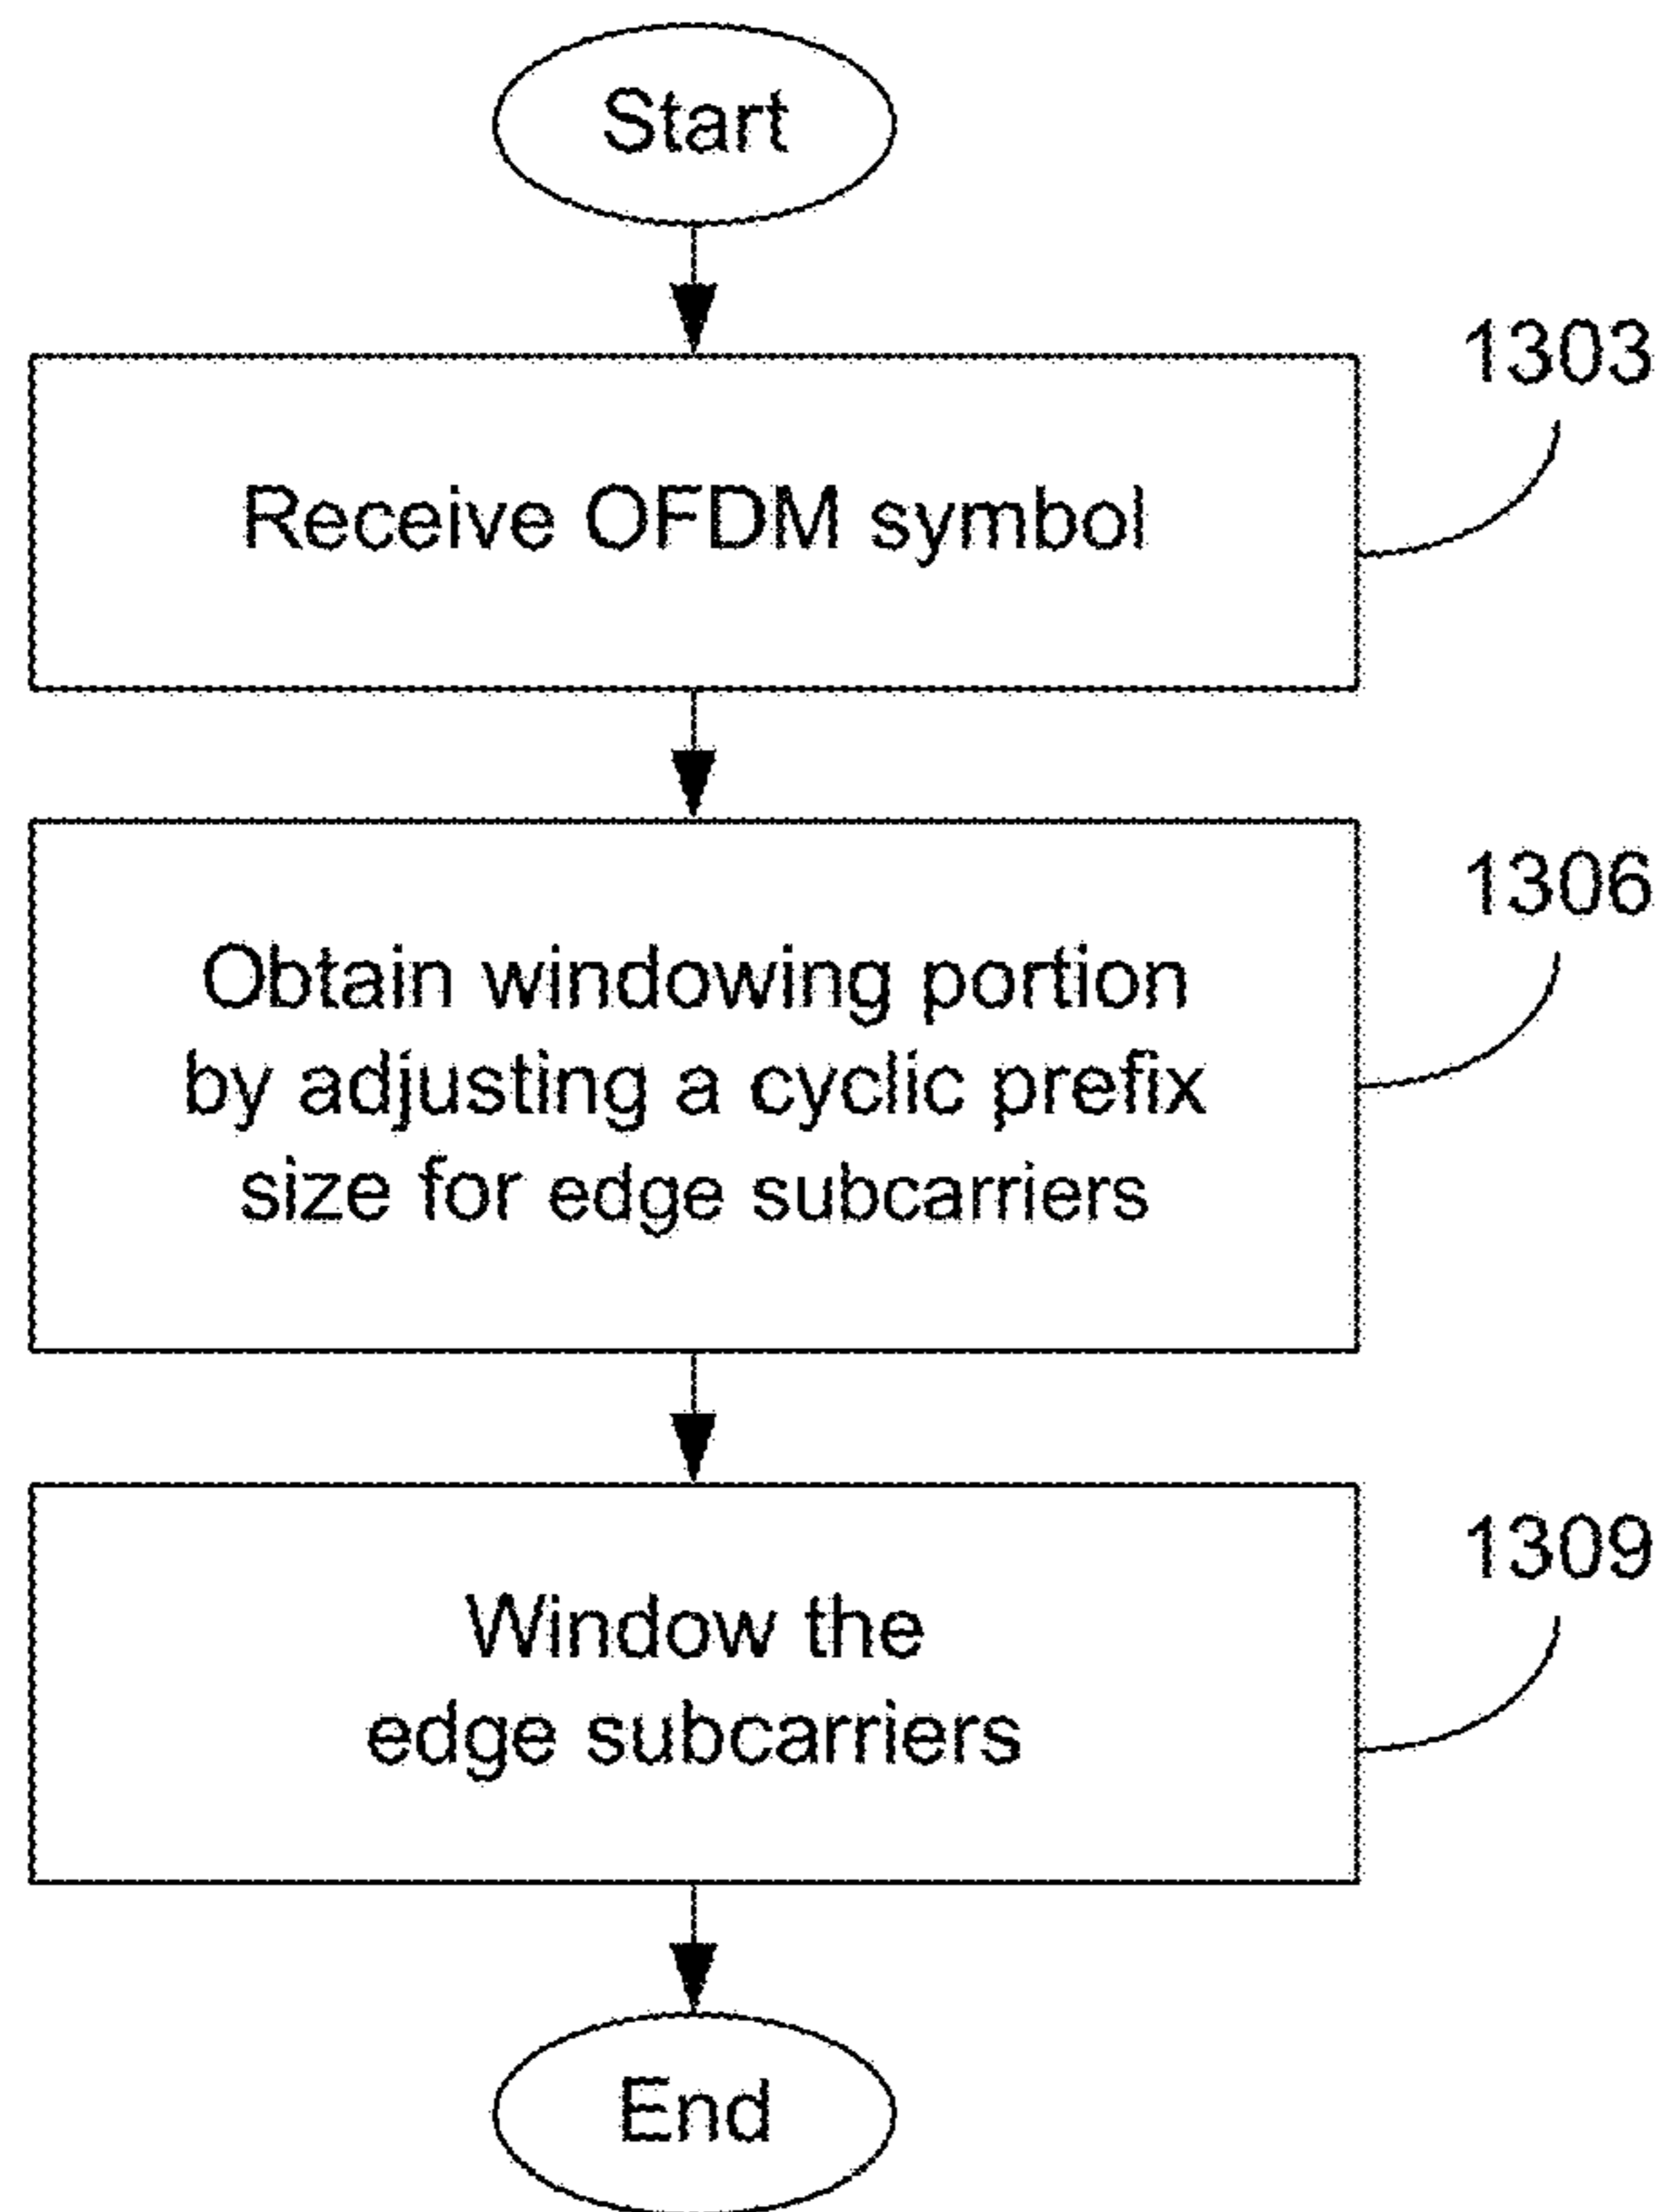 Start
1303
Receive OFDM symbol
1306
Obtain windowing portion
by adjusting a cyclic prefix
size for edge subcarriers
1309
Window the
edge subcarriers
End